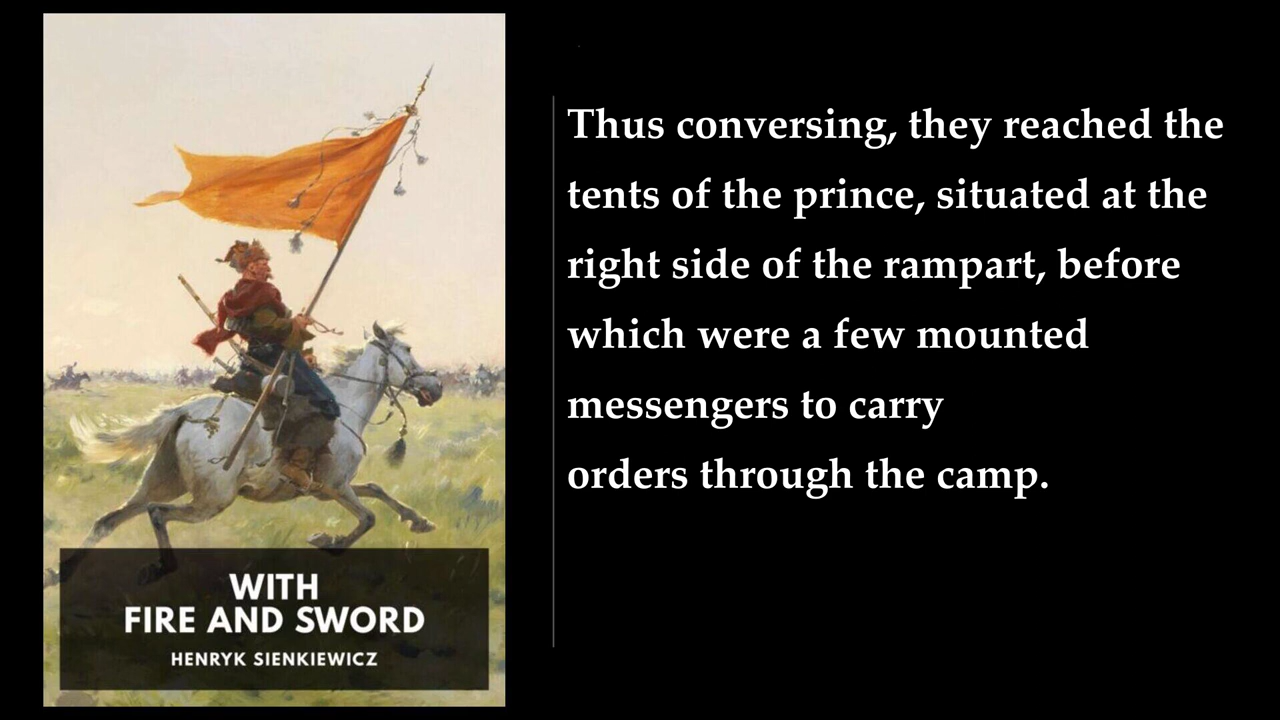 Thus conversing, they reached the
tents of the prince, situated at the
right side of the rampart, before
which were a few mounted
messengers to carry
orders through the camp.
WITH
FIRE AND SWORD
HENRYK SIENKIEWICZ